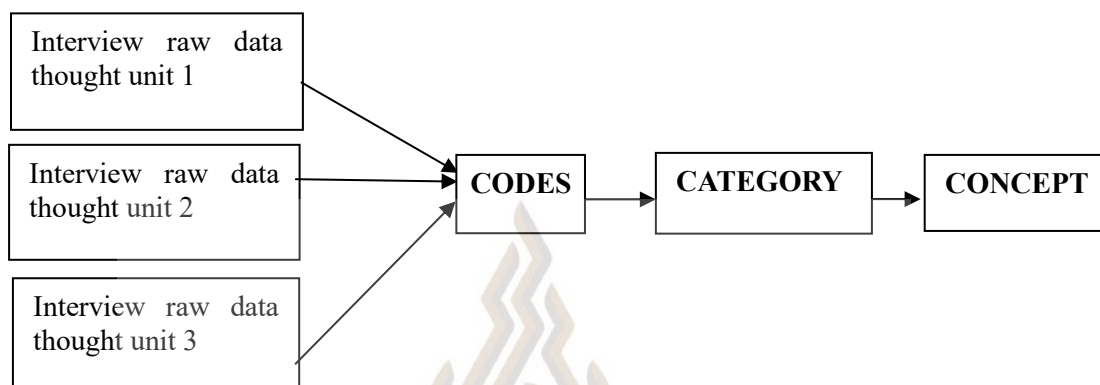 Interview raw data
thought unit 1
Interview raw data
thought unit 2
Interview raw data
thought unit 3
CODES
CATEGORY
CONCEPT